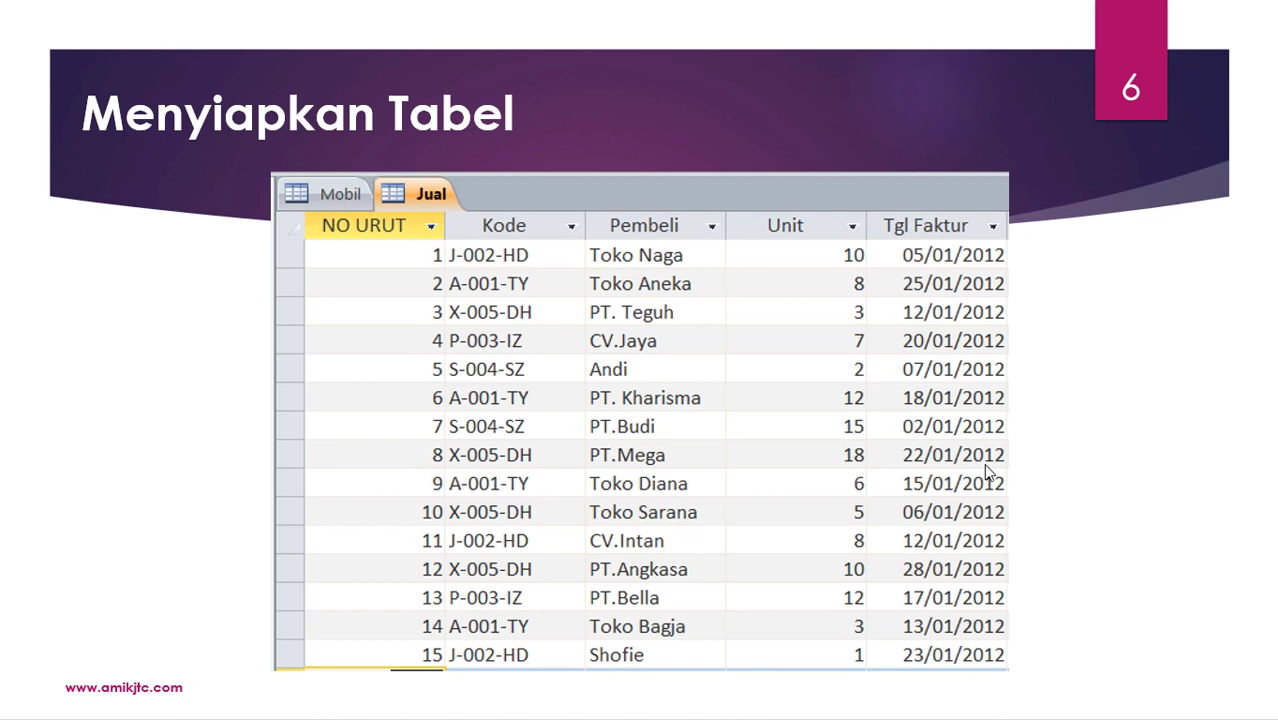 6
Menyiapkan Tabel
Mobil Jual
NO URUT Kode Pembeli Unit Tgl Faktur
1 J-002-HD Toko Naga 10 05/01/2012
2 A-001-TY Toko Aneka 8 25/01/2012
3 X-005-DH PT. Teguh 3 12/01/2012
4 P-003-IZ CV.Jaya 7 20/01/2012
5 S-004-SZ Andi 2 07/01/2012
6 A-001-TY PT. Kharisma 12 18/01/2012
7 S-004-SZ PT.Budi 15 02/01/2012
8 X-005-DH PT.Mega 18 22/01/2012
9 A-001-TY Toko Diana 6 15/01/2012
10 X-005-DH Toko Sarana 5 06/01/2012
11 J-002-HD CV.Intan 8 12/01/2012
12 X-005-DH PT.Angkasa 10 28/01/2012
13 P-003-IZ PT.Bella 12 17/01/2012
14 A-001-TY Toko Bagja 3 13/01/2012
15 J-002-HD Shofie 1 23/01/2012
www.amikjtc.com